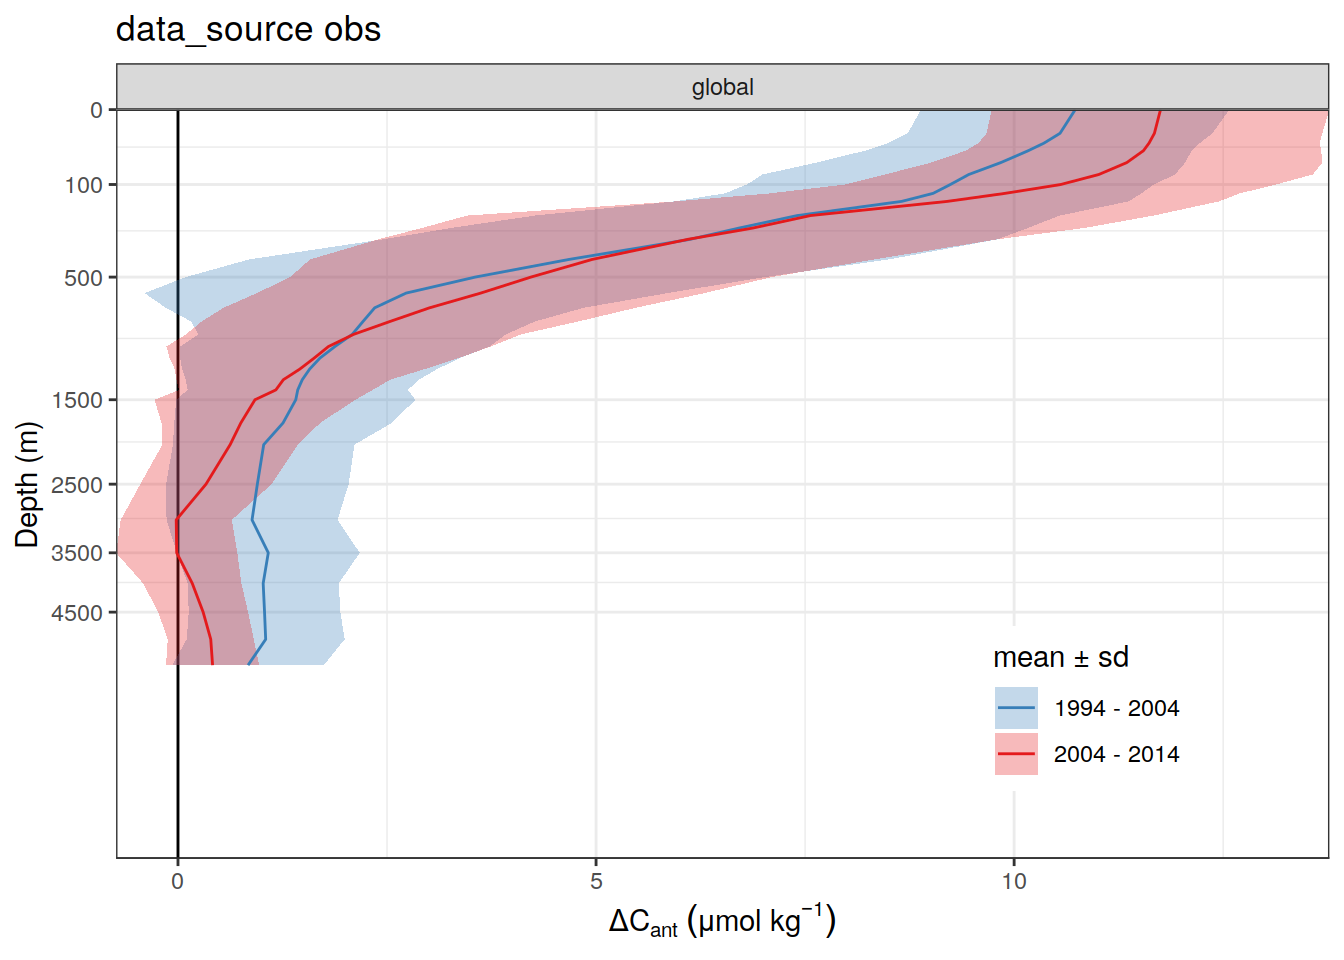 data_source obs
global
0
100
500
1500
2500
3500
4500
Depth (m)
0 5 10
ΔC_ant (µmol kg⁻¹)
mean ± sd
1994 - 2004
2004 - 2014